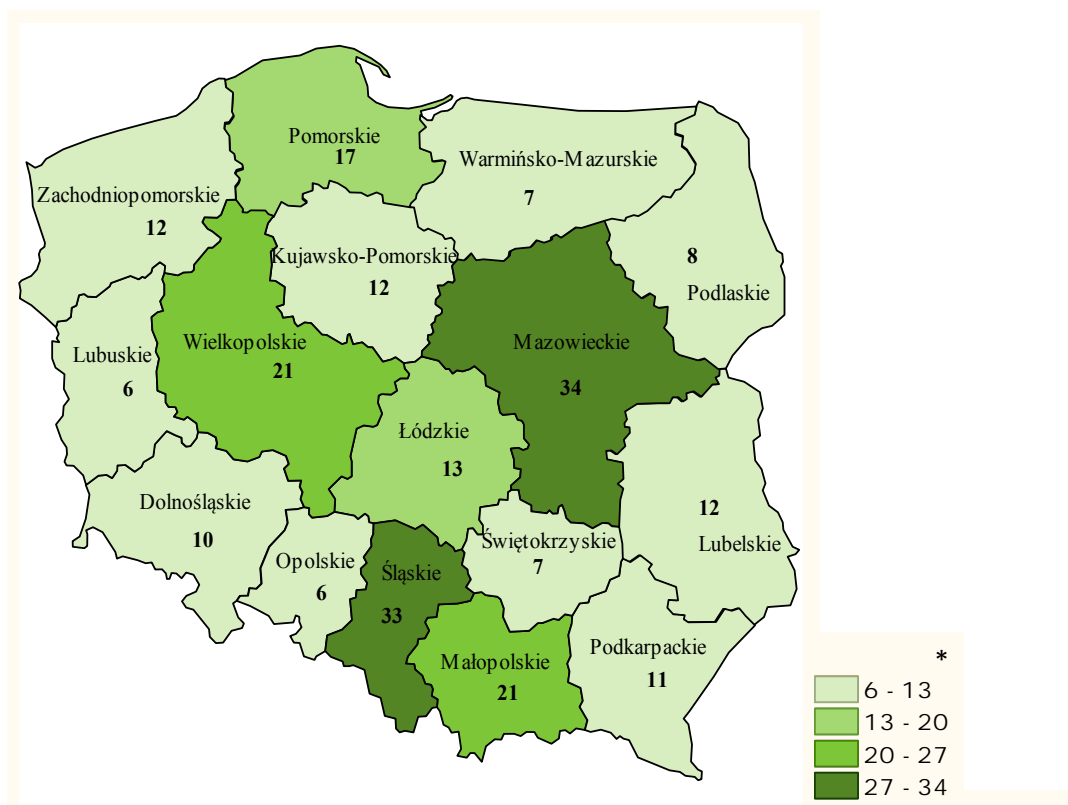 Pomorskie
17
Warmińsko-Mazurskie
7
Zachodniopomorskie
12
Kujawsko-Pomorskie
12
8
Podlaskie
Lubuskie
6
Wielkopolskie
21
Mazowieckie
34
Łódzkie
13
Dolnośląskie
10
12
Lubelskie
Opolskie
6
Śląskie
33
Świętokrzyskie
7
Małopolskie
21
Podkarpackie
11
*
6 - 13
13 - 20
20 - 27
27 - 34